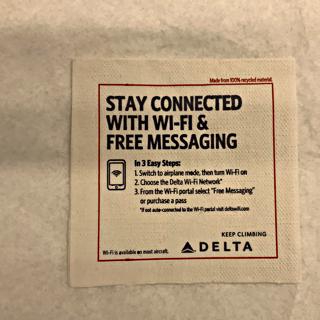 Made from 100% recycled material.
STAY CONNECTED
WITH WI-FI &
FREE MESSAGING
In 3 Easy Steps:
1. Switch to airplane mode, then turn Wi-Fi on
2. Choose the Delta Wi-Fi Network*
3. From the Wi-Fi portal select "Free Messaging"
or purchase a pass
*If not auto-connected to the Wi-Fi portal visit deltawifi.com
KEEP CLIMBING
DELTA
Wi-Fi is available on most aircraft.